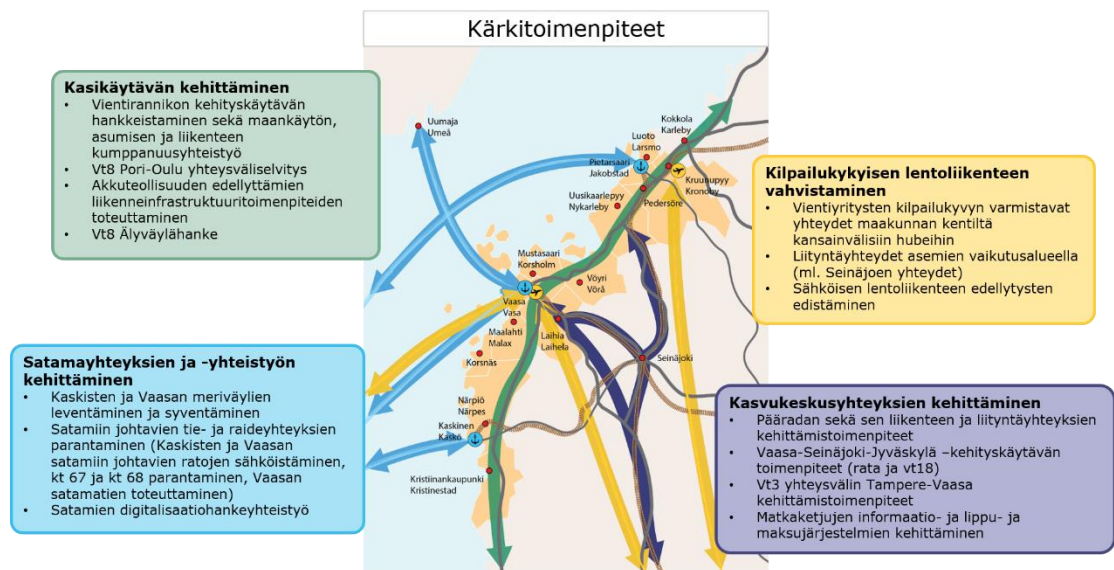 Kärkitoimenpiteet
Kasikäytävän kehittäminen
• Vientirannikon kehityskäytävän
hankkeistaminen sekä maankäytön,
asumisen ja liikenteen
kumppanuusyhteistyö
• Vt8 Pori-Oulu yhteysväliselvitys
• Akkuteollisuuden edellyttämien
liikenneinfrastruktuuritoimenpiteiden
toteuttaminen
• Vt8 Älyväylähanke
Satamayhteyksien ja -yhteistyön
kehittäminen
• Kaskisten ja Vaasan meriväylien
leventäminen ja syventäminen
• Satamiin johtavien tie- ja raideyhteyksien
parantaminen (Kaskisten ja Vaasan
satamiin johtavien ratojen sähköistäminen,
kt 67 ja kt 68 parantaminen, Vaasan
satamatien toteuttaminen)
• Satamien digitalisaatiohankeyhteistyö
Uumaja
Umeå
Kokkola
Karleby
Luoto
Larsmo
Pietarsaari
Jakobstad
Kruunupyy
Kronoby
Uusikaarlepyy
Nykarleby
Pedersöre
Mustasaari
Korsholm
Vöyri
Vörå
Vaasa
Vasa
Maalahti
Malax
Laihia
Laihela
Korsnäs
Seinäjoki
Närpiö
Närpes
Kaskinen
Kaskö
Kristiinankaupunki
Kristinestad
Kilpailukykyisen lentoliikenteen
vahvistaminen
• Vientiyritysten kilpailukyvyn varmistavat
yhteydet maakunnan kentiltä
kansainvälisiin hubeihin
• Liityntäyhteydet asemien vaikutusalueella
(ml. Seinäjoen yhteydet)
• Sähköisen lentoliikenteen edellytysten
edistäminen
Kasvukeskusyhteyksien kehittäminen
• Pääradan sekä sen liikenteen ja liityntäyhteyksien
kehittämistoimenpiteet
• Vaasa-Seinäjoki-Jyväskylä –kehityskäytävän
toimenpiteet (rata ja vt18)
• Vt3 yhteysvälin Tampere-Vaasa
kehittämistoimenpiteet
• Matkaketjujen informaatio- ja lippu- ja
maksujärjestelmien kehittäminen